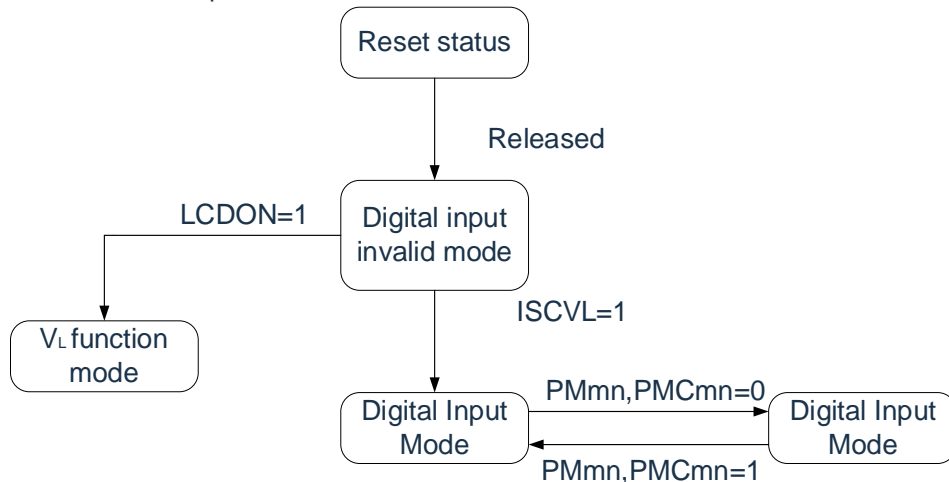 Reset status
Released
LCDON=1
Digital input
invalid mode
ISCVL=1
VL function
mode
Digital Input
Mode
PMmn,PMCmn=0
PMmn,PMCmn=1
Digital Input
Mode